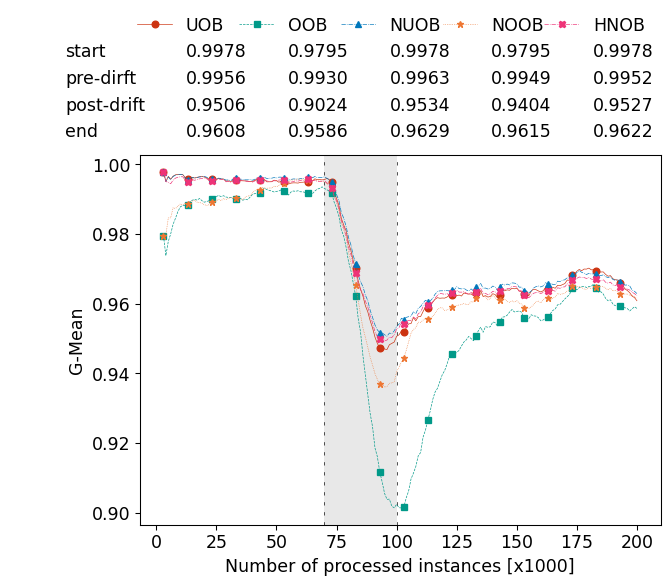 UOB OOB NUOB NOOB HNOB
start 0.9978 0.9795 0.9978 0.9795 0.9978
pre-dirft 0.9956 0.9930 0.9963 0.9949 0.9952
post-drift 0.9506 0.9024 0.9534 0.9404 0.9527
end 0.9608 0.9586 0.9629 0.9615 0.9622
1.00
0.98
0.96
0.94
0.92
0.90
G-Mean
0 25 50 75 100 125 150 175 200
Number of processed instances [x1000]